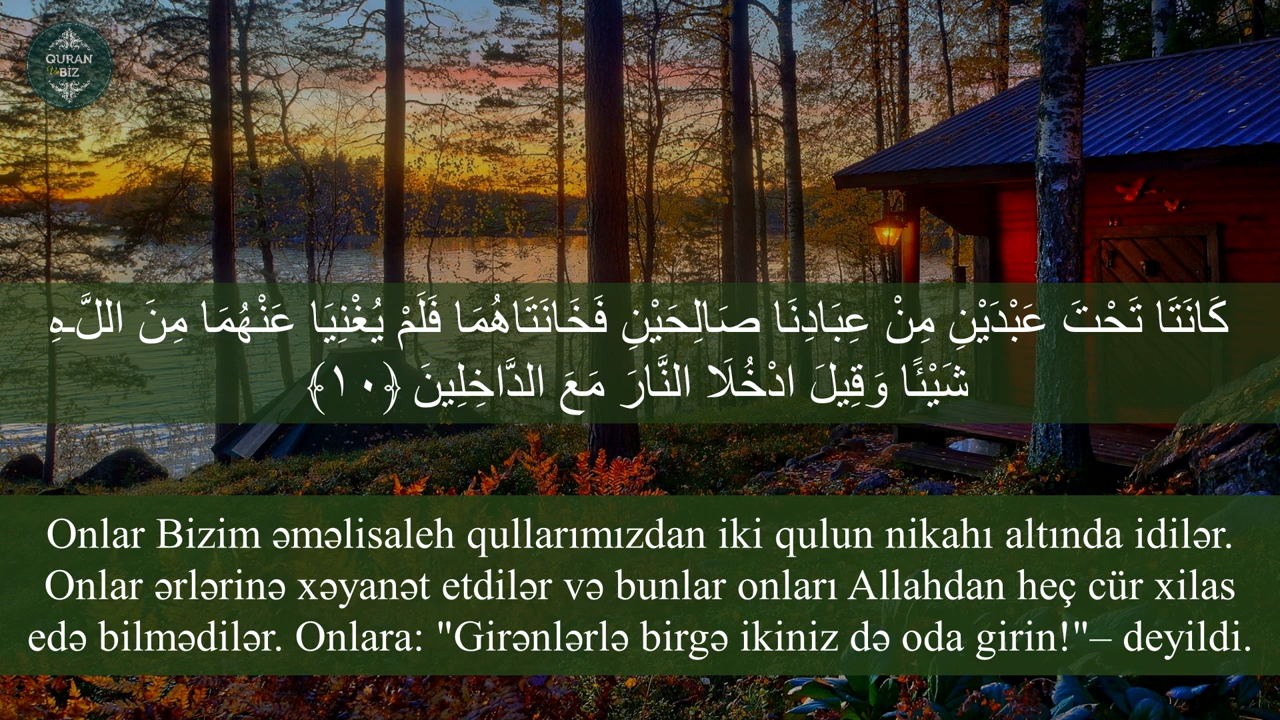 QURAN
Və
BİZ
كَانَتَا تَحْتَ عَبْدَيْنِ مِنْ عِبَادِنَا صَالِحَيْنِ فَخَانَتَاهُمَا فَلَمْ يُغْنِيَا عَنْهُمَا مِنَ اللَّـهِ
شَيْئًا وَقِيلَ ادْخُلَا النَّارَ مَعَ الدَّاخِلِينَ ﴿١٠﴾
Onlar Bizim əməlisaleh qullarımızdan iki qulun nikahı altında idilər.
Onlar ərlərinə xəyanət etdilər və bunlar onları Allahdan heç cür xilas
edə bilmədilər. Onlara: "Girənlərlə birgə ikiniz də oda girin!"– deyildi.